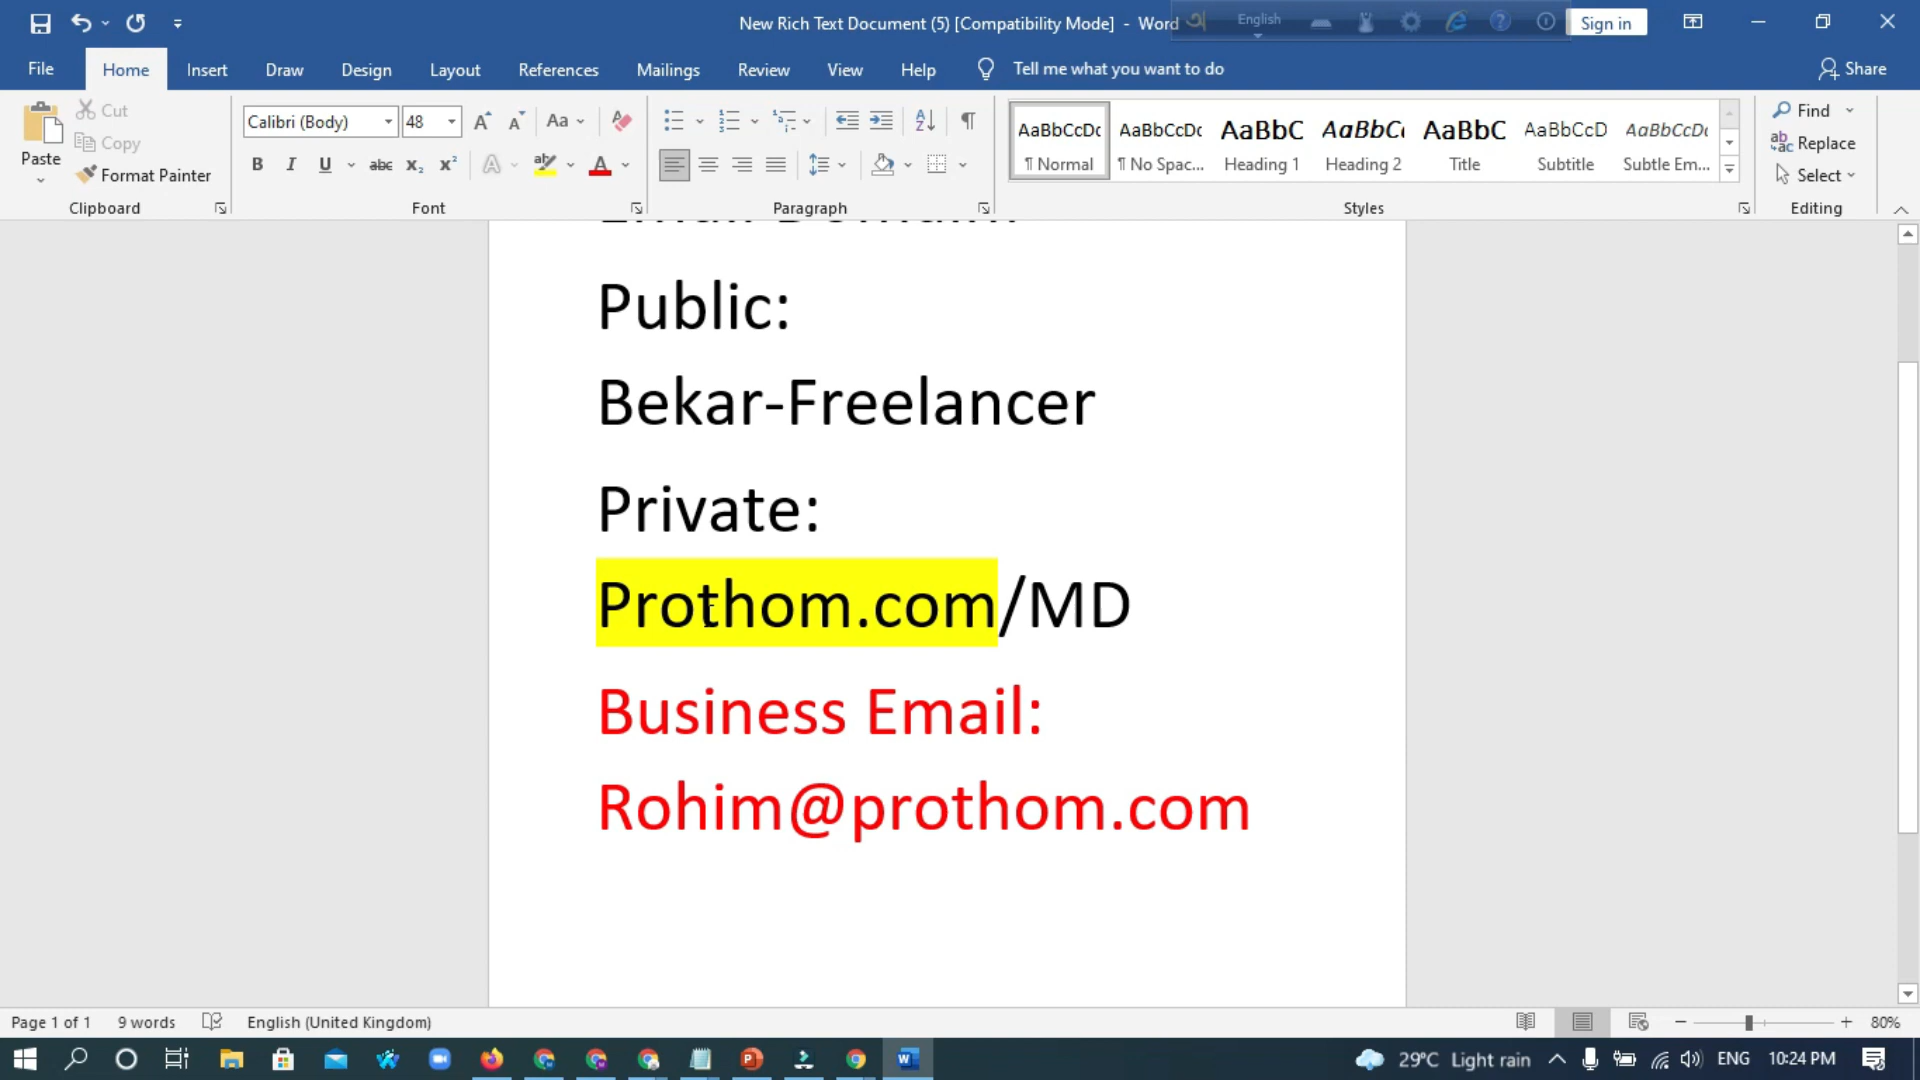 New Rich Text Document (5) [Compatibility Mode] - Word
English
Sign in
File Home Insert Draw Design Layout References Mailings Review View Help Tell me what you want to do Share
Paste
Cut
Copy
Format Painter
Clipboard
Calibri (Body) 48
Font
Paragraph
AaBbCcDc AaBbCcDc AaBbC AaBbC AaBbC AaBbCcD AaBbCcDc
¶ Normal ¶ No Spac... Heading 1 Heading 2 Title Subtitle Subtle Em...
Styles
Find
Replace
Select
Editing
Public:
Bekar-Freelancer
Private:
Prothom.com/MD
Business Email:
Rohim@prothom.com
Page 1 of 1 9 words English (United Kingdom) 80%
29°C Light rain ENG 10:24 PM